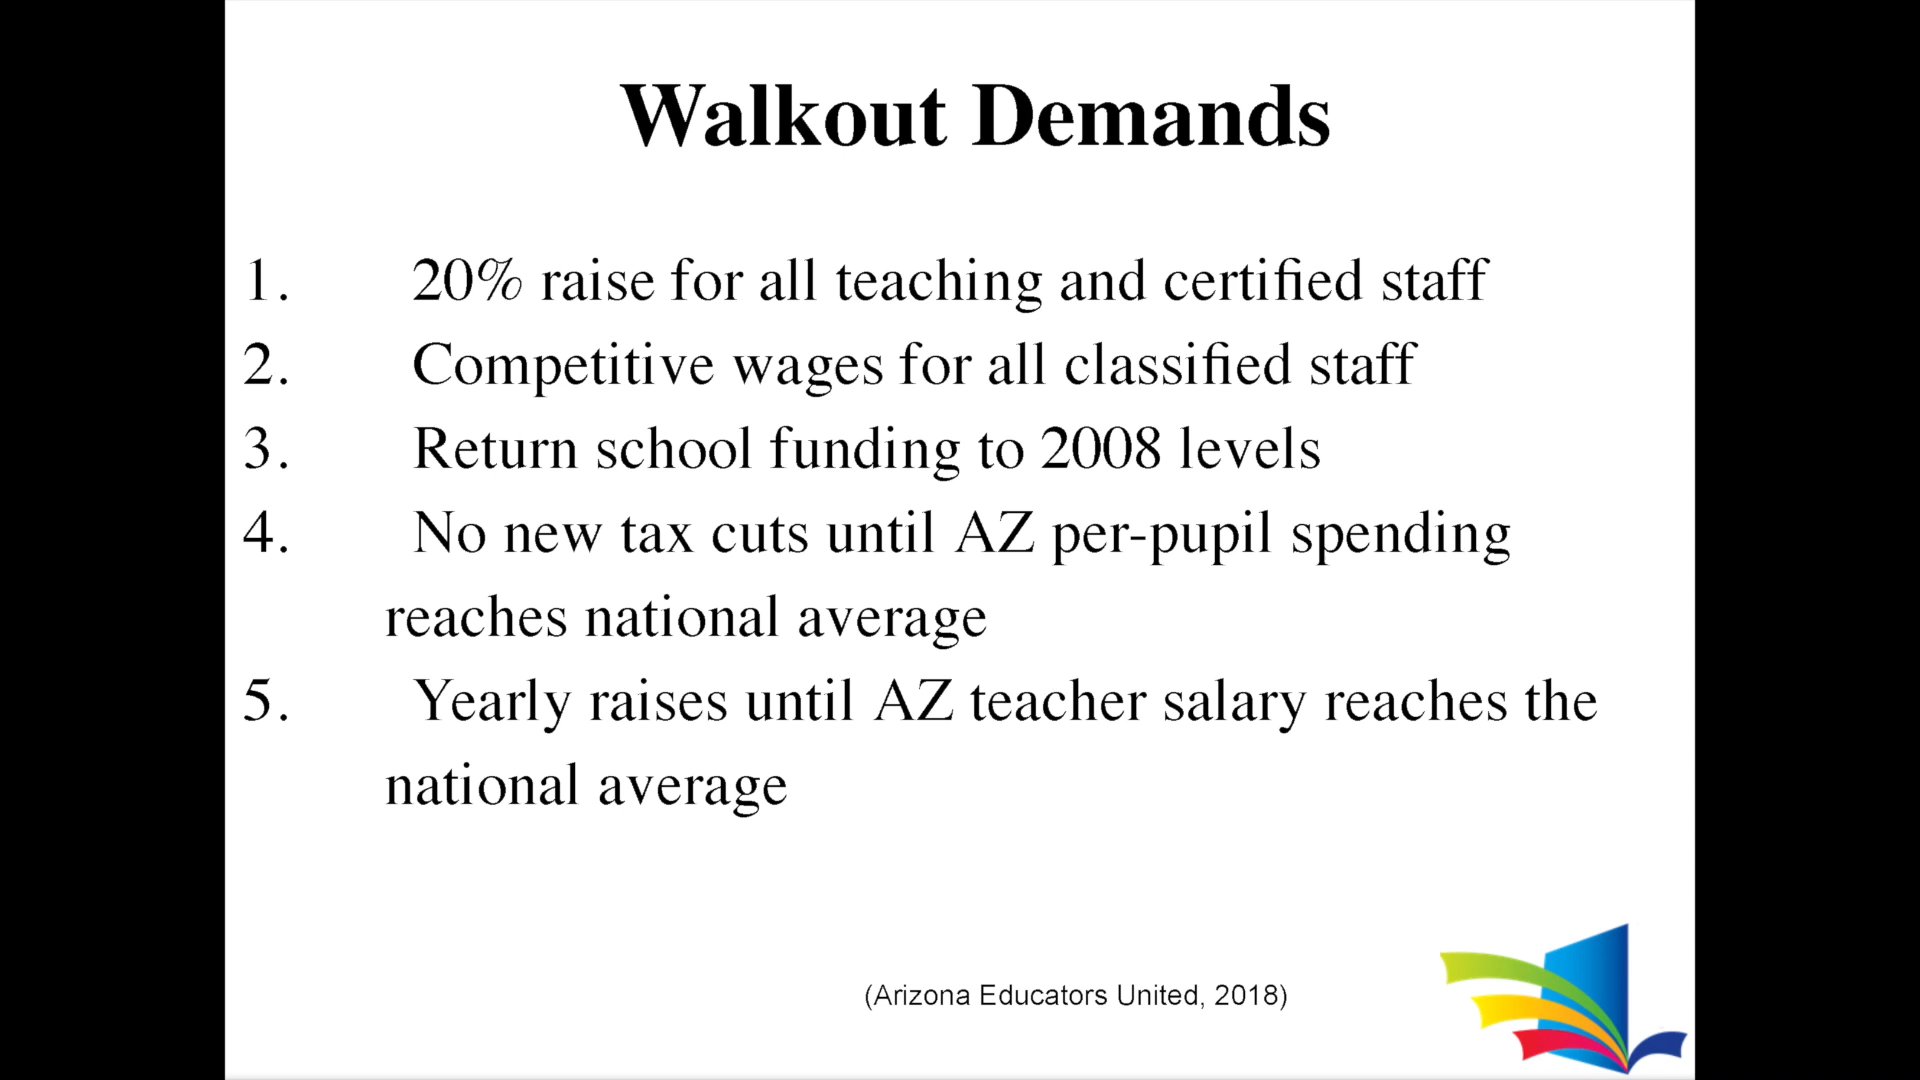 Walkout Demands
1. 20% raise for all teaching and certified staff
2. Competitive wages for all classified staff
3. Return school funding to 2008 levels
4. No new tax cuts until AZ per-pupil spending
reaches national average
5. Yearly raises until AZ teacher salary reaches the
national average
(Arizona Educators United, 2018)